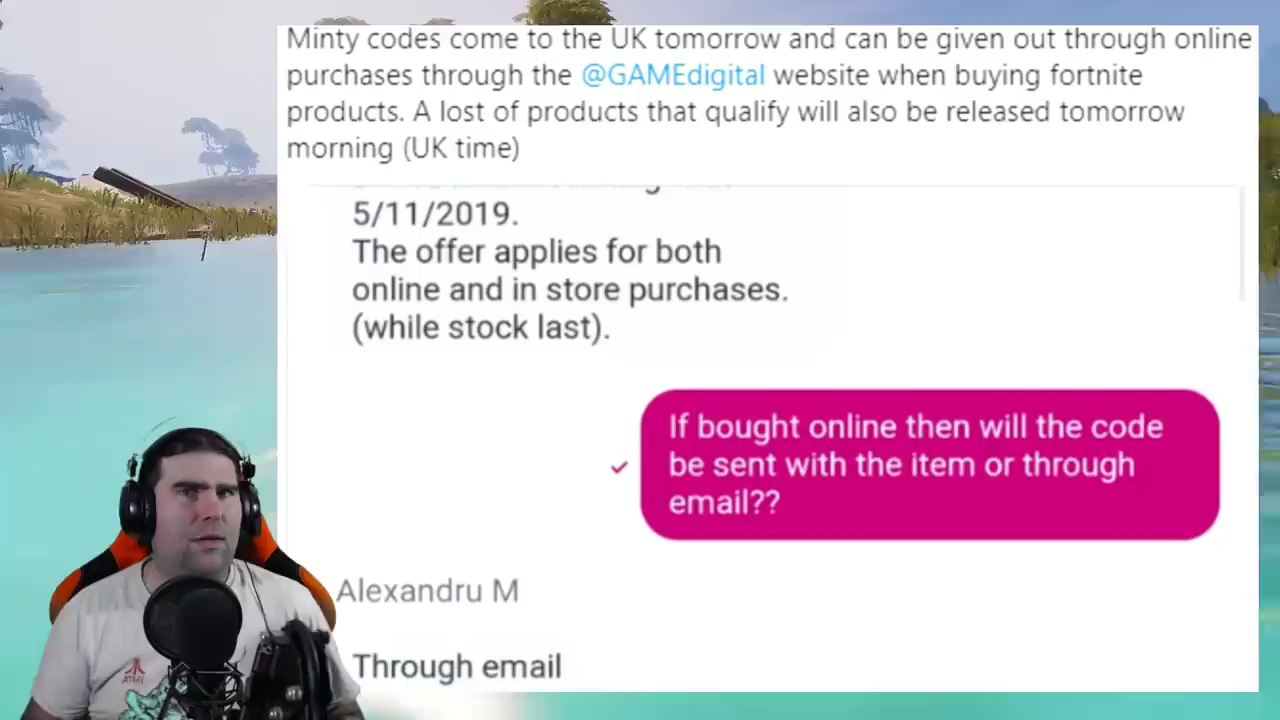 Minty codes come to the UK tomorrow and can be given out through online
purchases through the @GAMEdigital website when buying fortnite
products. A lost of products that qualify will also be released tomorrow
morning (UK time)
5/11/2019.
The offer applies for both
online and in store purchases.
(while stock last).
If bought online then will the code
be sent with the item or through
email??
Alexandru M
Through email
ATARI